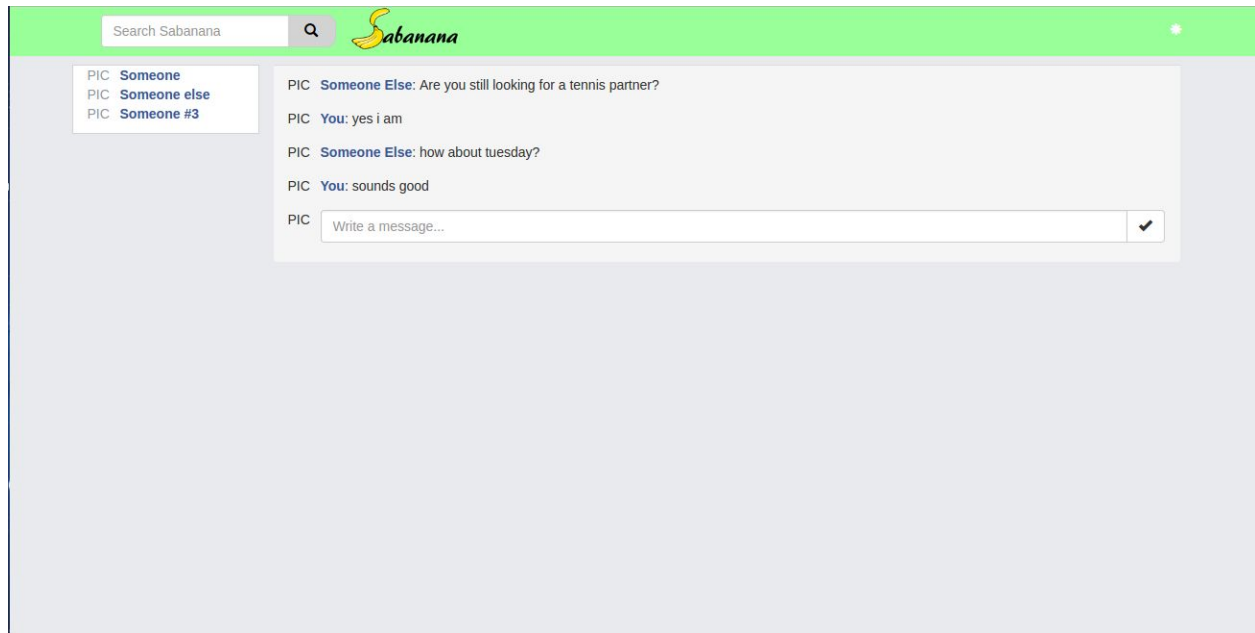 Search Sabanana
Sabanana
PIC Someone
PIC Someone else
PIC Someone #3
PIC Someone Else: Are you still looking for a tennis partner?
PIC You: yes i am
PIC Someone Else: how about tuesday?
PIC You: sounds good
PIC Write a message...